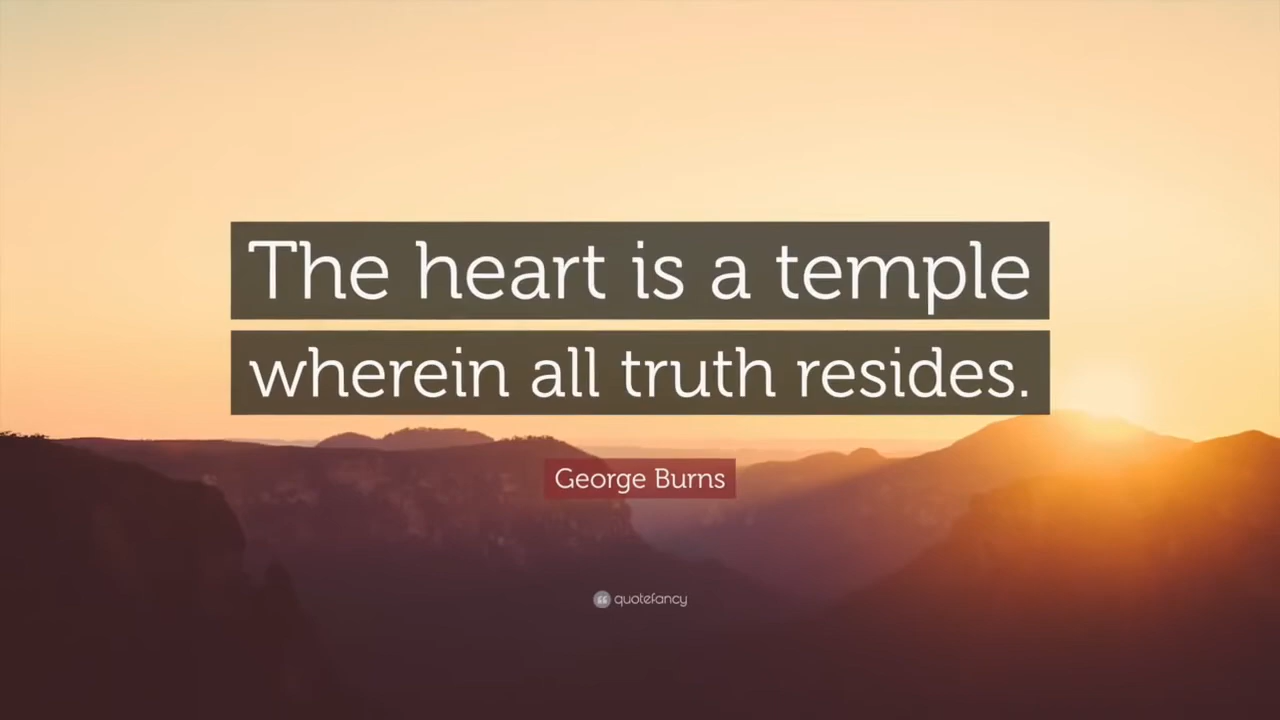 The heart is a temple
wherein all truth resides.
George Burns
quotefancy